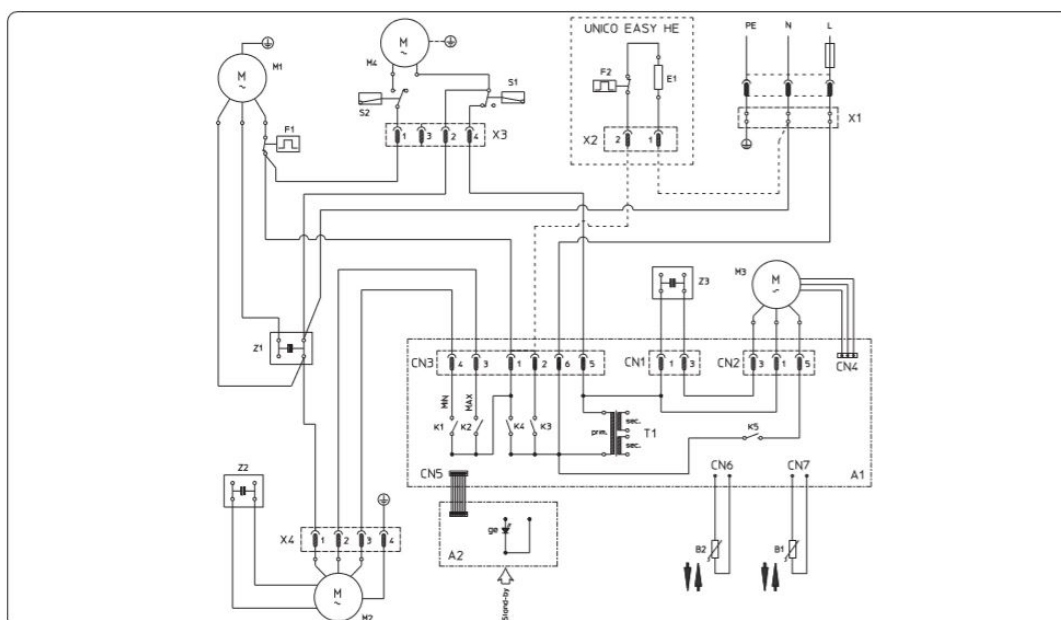 UNICO EASY HE
PE N L
M ~ M4
M ~ M1
S2 S1
F2 E1
F1
1 3 2 4 X3
X2 2 1
X1
Z3
M3 M ~
Z1
CN3 4 3 1 2 6 5
CN1 1 3
CN2 3 1 5
CN4
MIN MAX
K1 K2 K4 K3
prim. sec. sec. T1
K5
Z2
CN5
CN6 CN7
A1
ge
A2
B2 B1
X4 1 2 3 4
M ~ M2
Stand-by